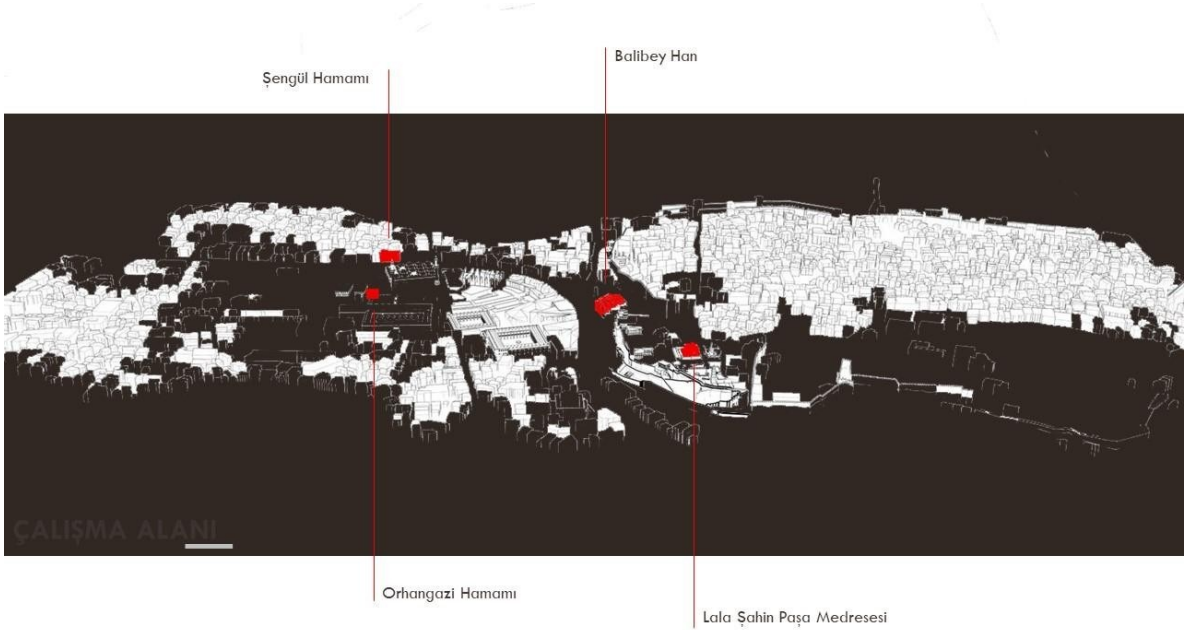 Balibey Han
Şengül Hamamı
ÇALIŞMA ALANI
Orhangazi Hamamı
Lala Şahin Paşa Medresesi